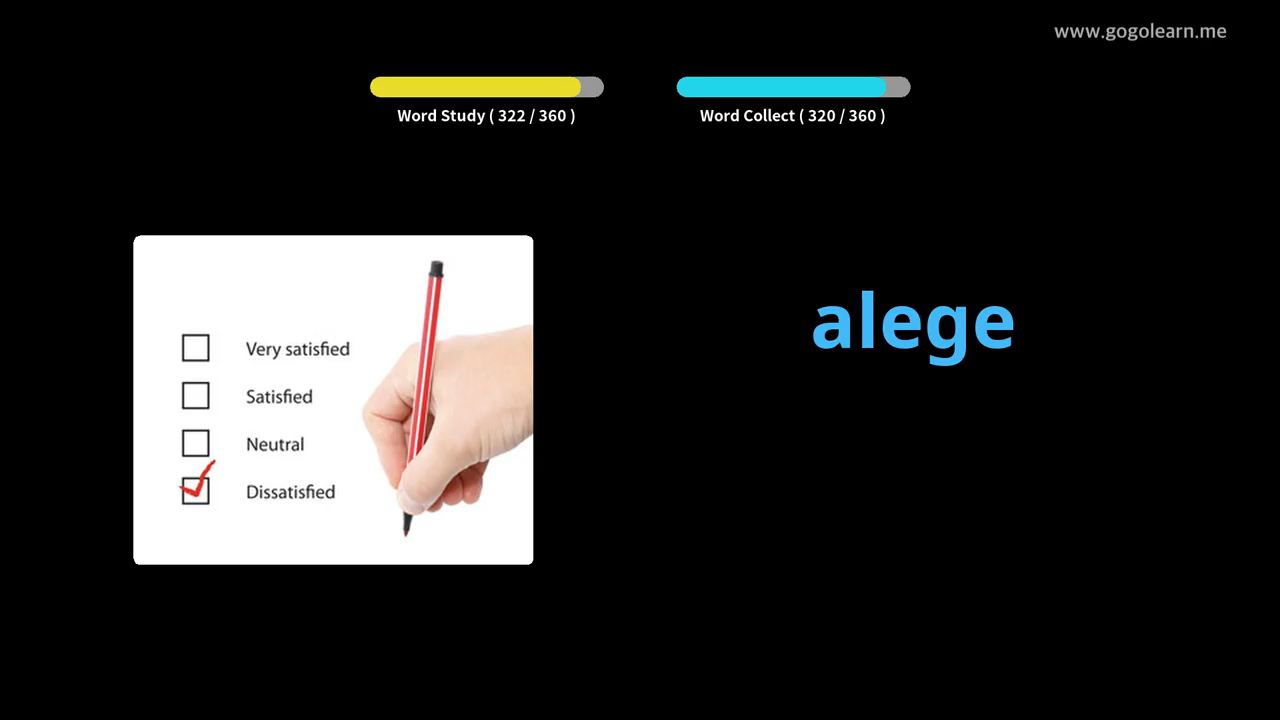 www.gogolearn.me
Word Study ( 322 / 360 )
Word Collect ( 320 / 360 )
Very satisfied
Satisfied
Neutral
Dissatisfied
alege